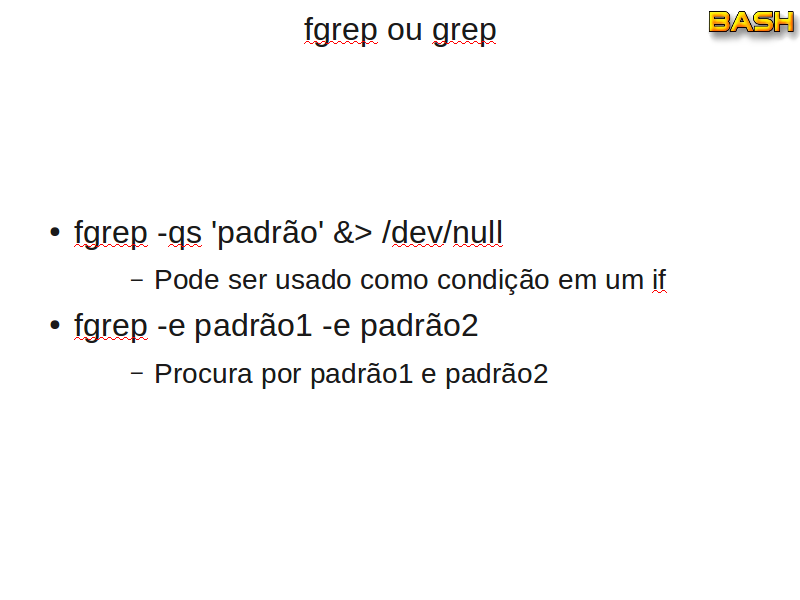 fgrep ou grep
BASH
• fgrep -qs 'padrão' &> /dev/null
– Pode ser usado como condição em um if
• fgrep -e padrão1 -e padrão2
– Procura por padrão1 e padrão2